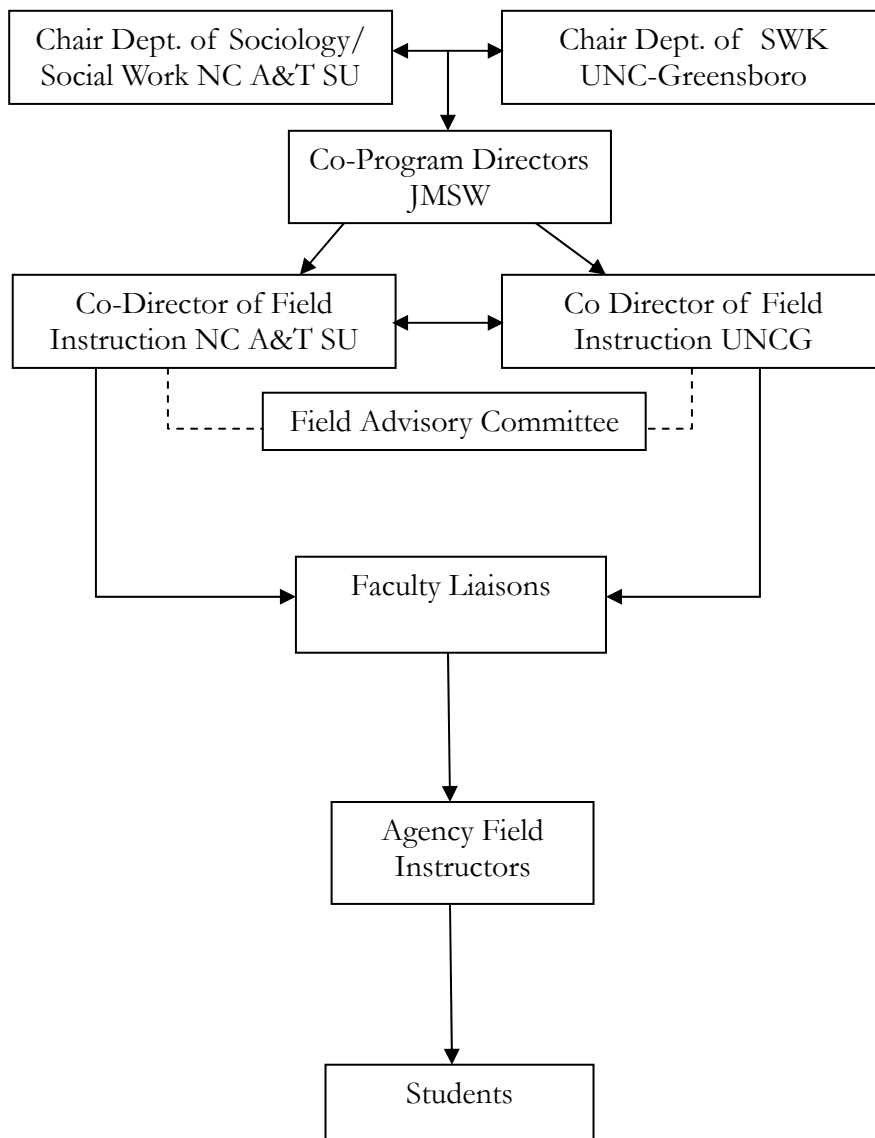 Chair Dept. of Sociology/
Social Work NC A&T SU
Chair Dept. of SWK
UNC-Greensboro
Co-Program Directors
JMSW
Co-Director of Field
Instruction NC A&T SU
Co Director of Field
Instruction UNCG
Field Advisory Committee
Faculty Liaisons
Agency Field
Instructors
Students